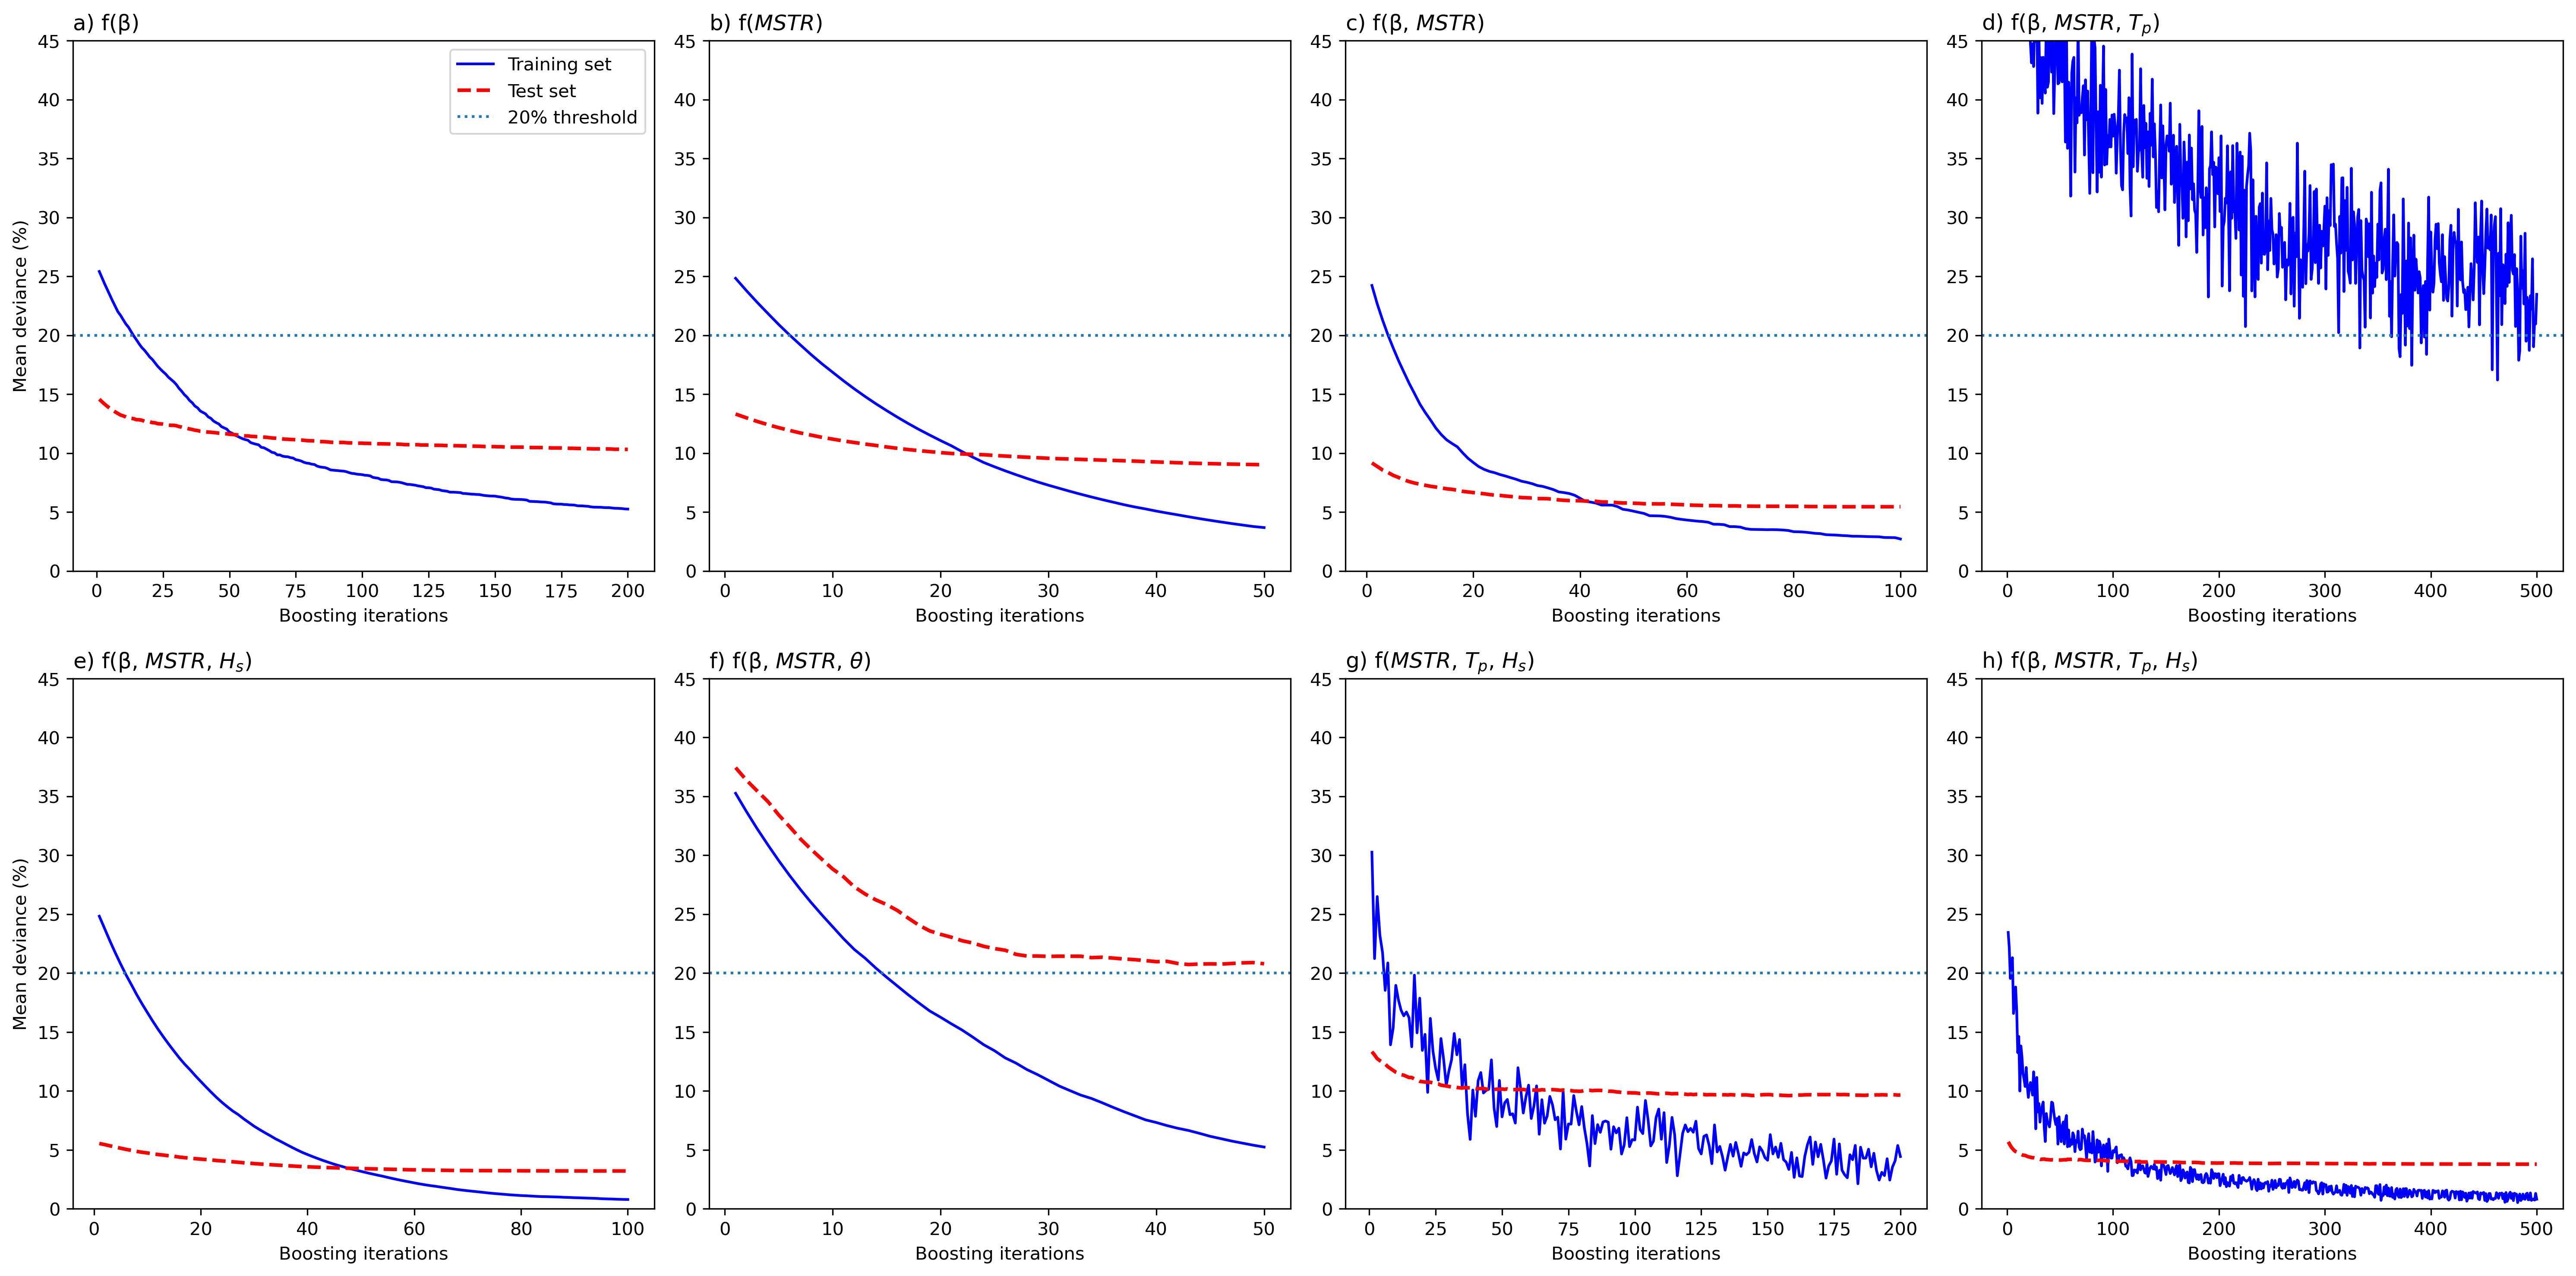 a) f(β)
45
40
35
30
25
20
15
10
5
0
Mean deviance (%)
Training set
Test set
20% threshold
0 25 50 75 100 125 150 175 200
Boosting iterations
b) f(MSTR)
45
40
35
30
25
20
15
10
5
0
0 10 20 30 40 50
Boosting iterations
c) f(β, MSTR)
45
40
35
30
25
20
15
10
5
0
0 20 40 60 80 100
Boosting iterations
d) f(β, MSTR, Tp)
45
40
35
30
25
20
15
10
5
0
0 100 200 300 400 500
Boosting iterations
e) f(β, MSTR, Hs)
45
40
35
30
25
20
15
10
5
0
Mean deviance (%)
0 20 40 60 80 100
Boosting iterations
f) f(β, MSTR, θ)
45
40
35
30
25
20
15
10
5
0
0 10 20 30 40 50
Boosting iterations
g) f(MSTR, Tp, Hs)
45
40
35
30
25
20
15
10
5
0
0 25 50 75 100 125 150 175 200
Boosting iterations
h) f(β, MSTR, Tp, Hs)
45
40
35
30
25
20
15
10
5
0
0 100 200 300 400 500
Boosting iterations